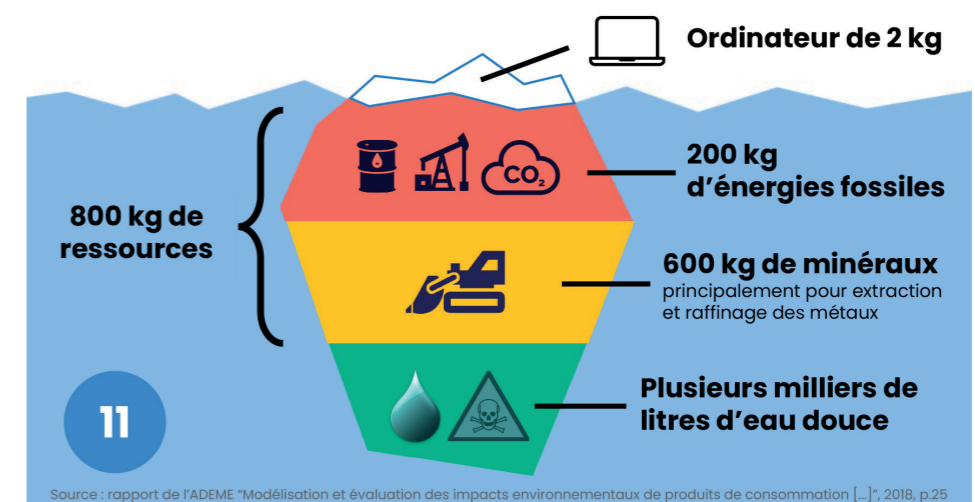 Ordinateur de 2 kg
CO₂
200 kg
d’énergies fossiles
800 kg de
ressources
600 kg de minéraux
principalement pour extraction
et raffinage des métaux
Plusieurs milliers de
litres d’eau douce
11
Source : rapport de l’ADEME “Modélisation et évaluation des impacts environnementaux de produits de consommation [...]”, 2018, p.25